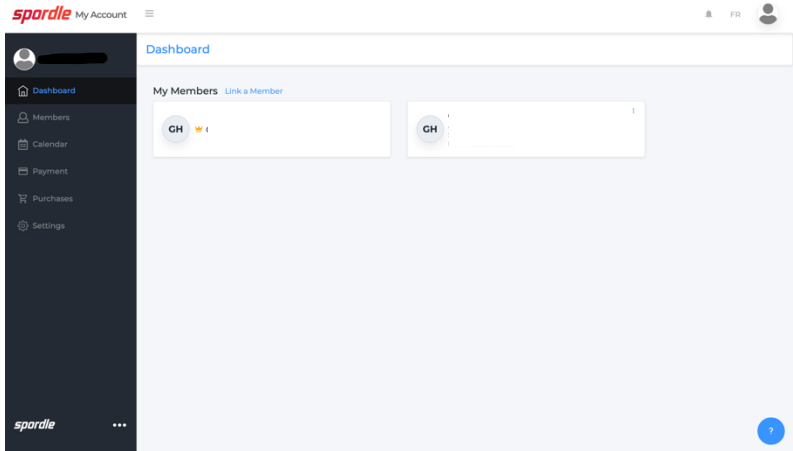 spordle My Account
FR
Dashboard
Dashboard
Members
Calendar
Payment
Purchases
Settings
My Members Link a Member
GH
GH
spordle
?